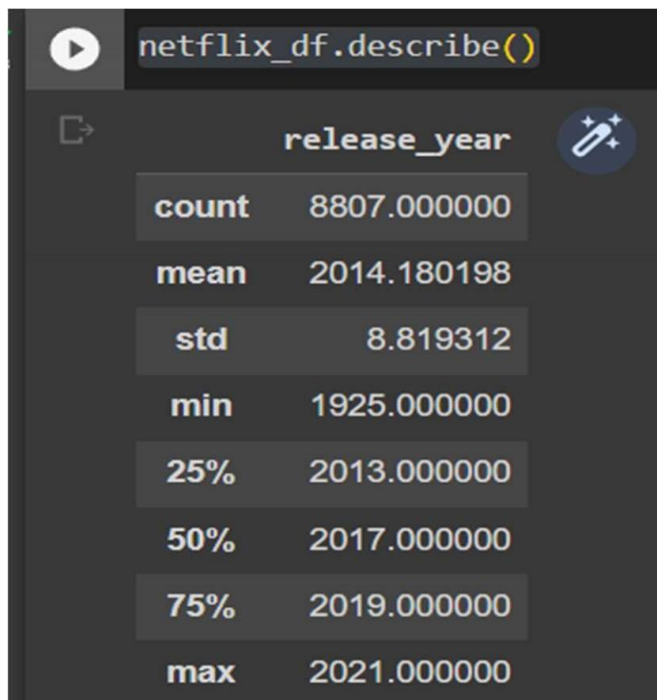 netflix_df.describe()
release_year
count 8807.000000
mean 2014.180198
std 8.819312
min 1925.000000
25% 2013.000000
50% 2017.000000
75% 2019.000000
max 2021.000000